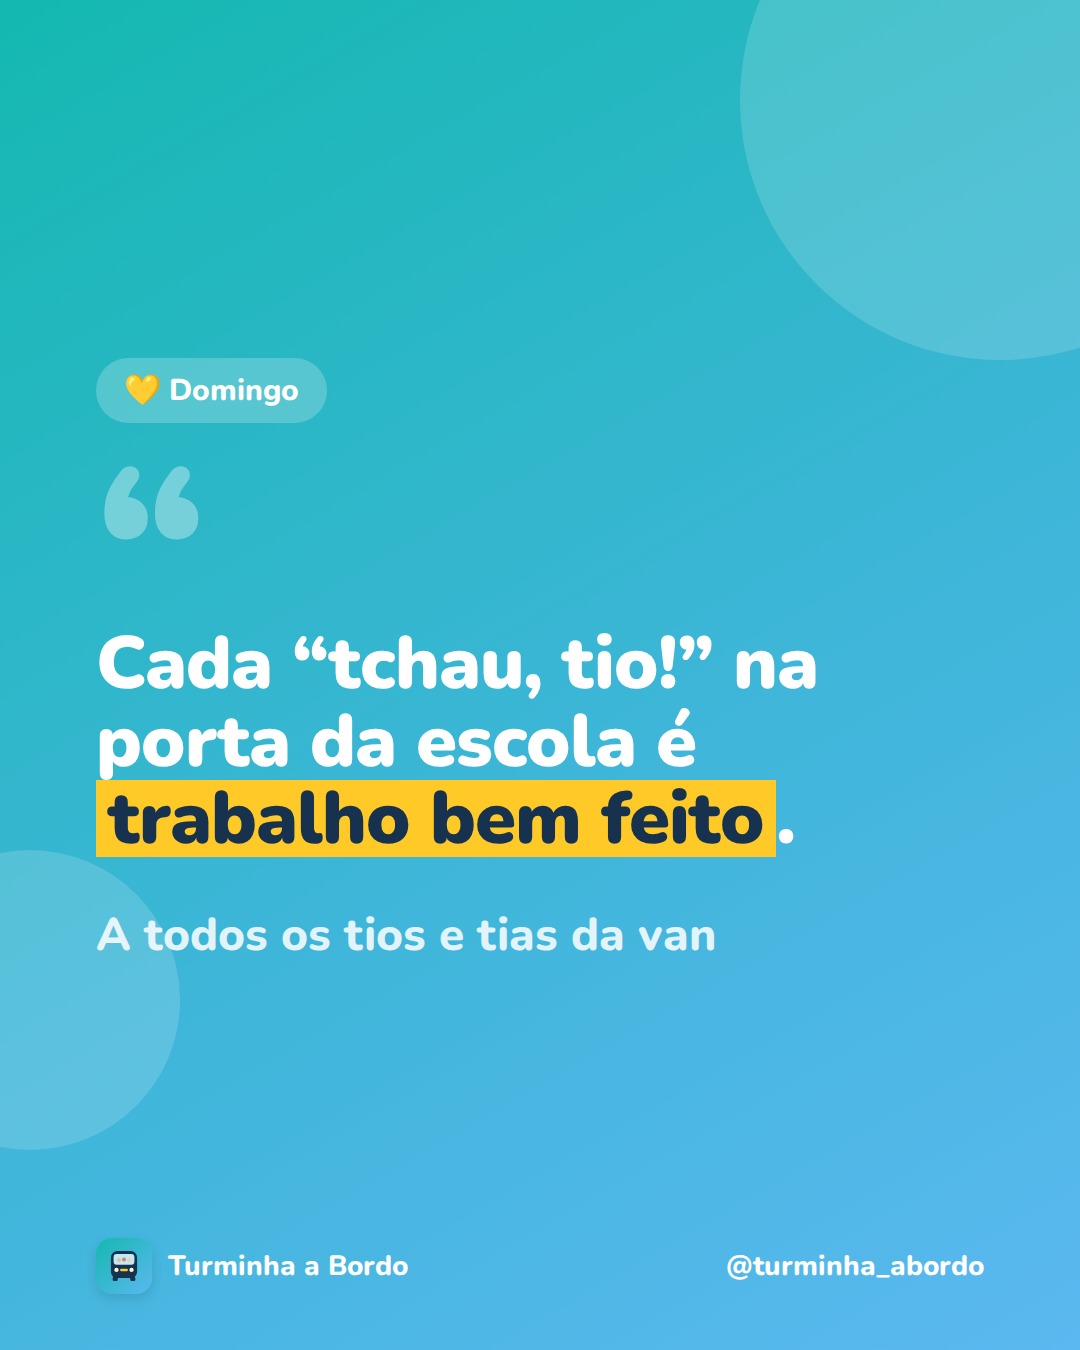 💛 Domingo
“
Cada “tchau, tio!” na
porta da escola é
trabalho bem feito.
A todos os tios e tias da van
Turminha a Bordo
@turminha_abordo